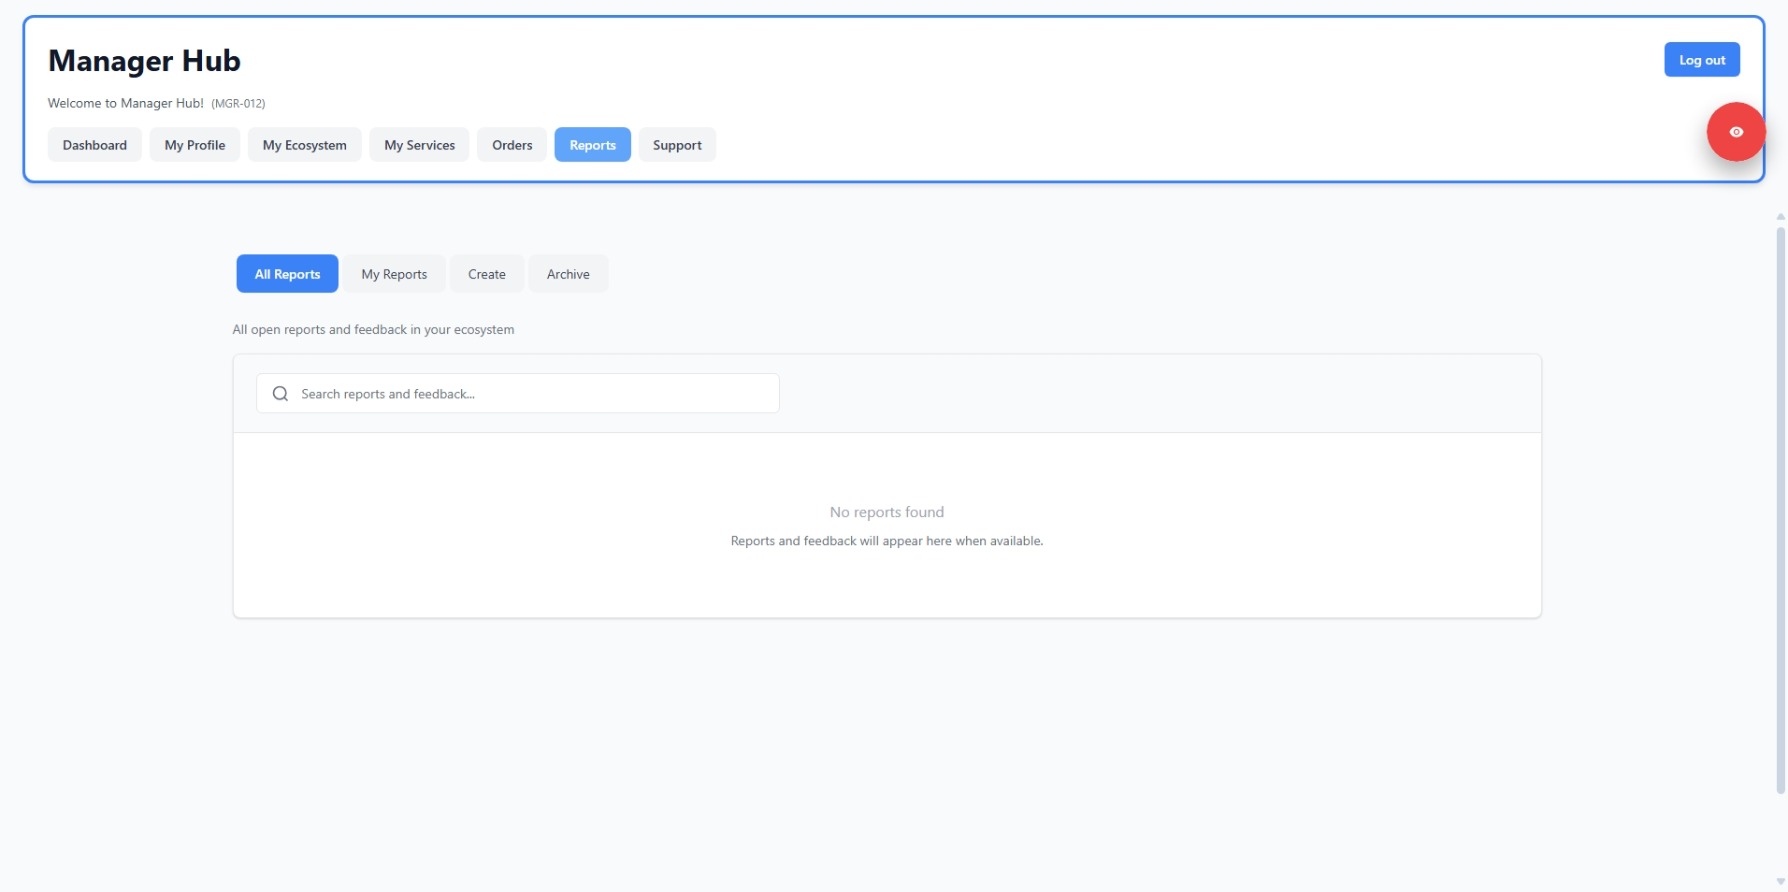 Manager Hub
Log out
Welcome to Manager Hub! (MGR-012)
Dashboard My Profile My Ecosystem My Services Orders Reports Support
All Reports My Reports Create Archive
All open reports and feedback in your ecosystem
Search reports and feedback...
No reports found
Reports and feedback will appear here when available.